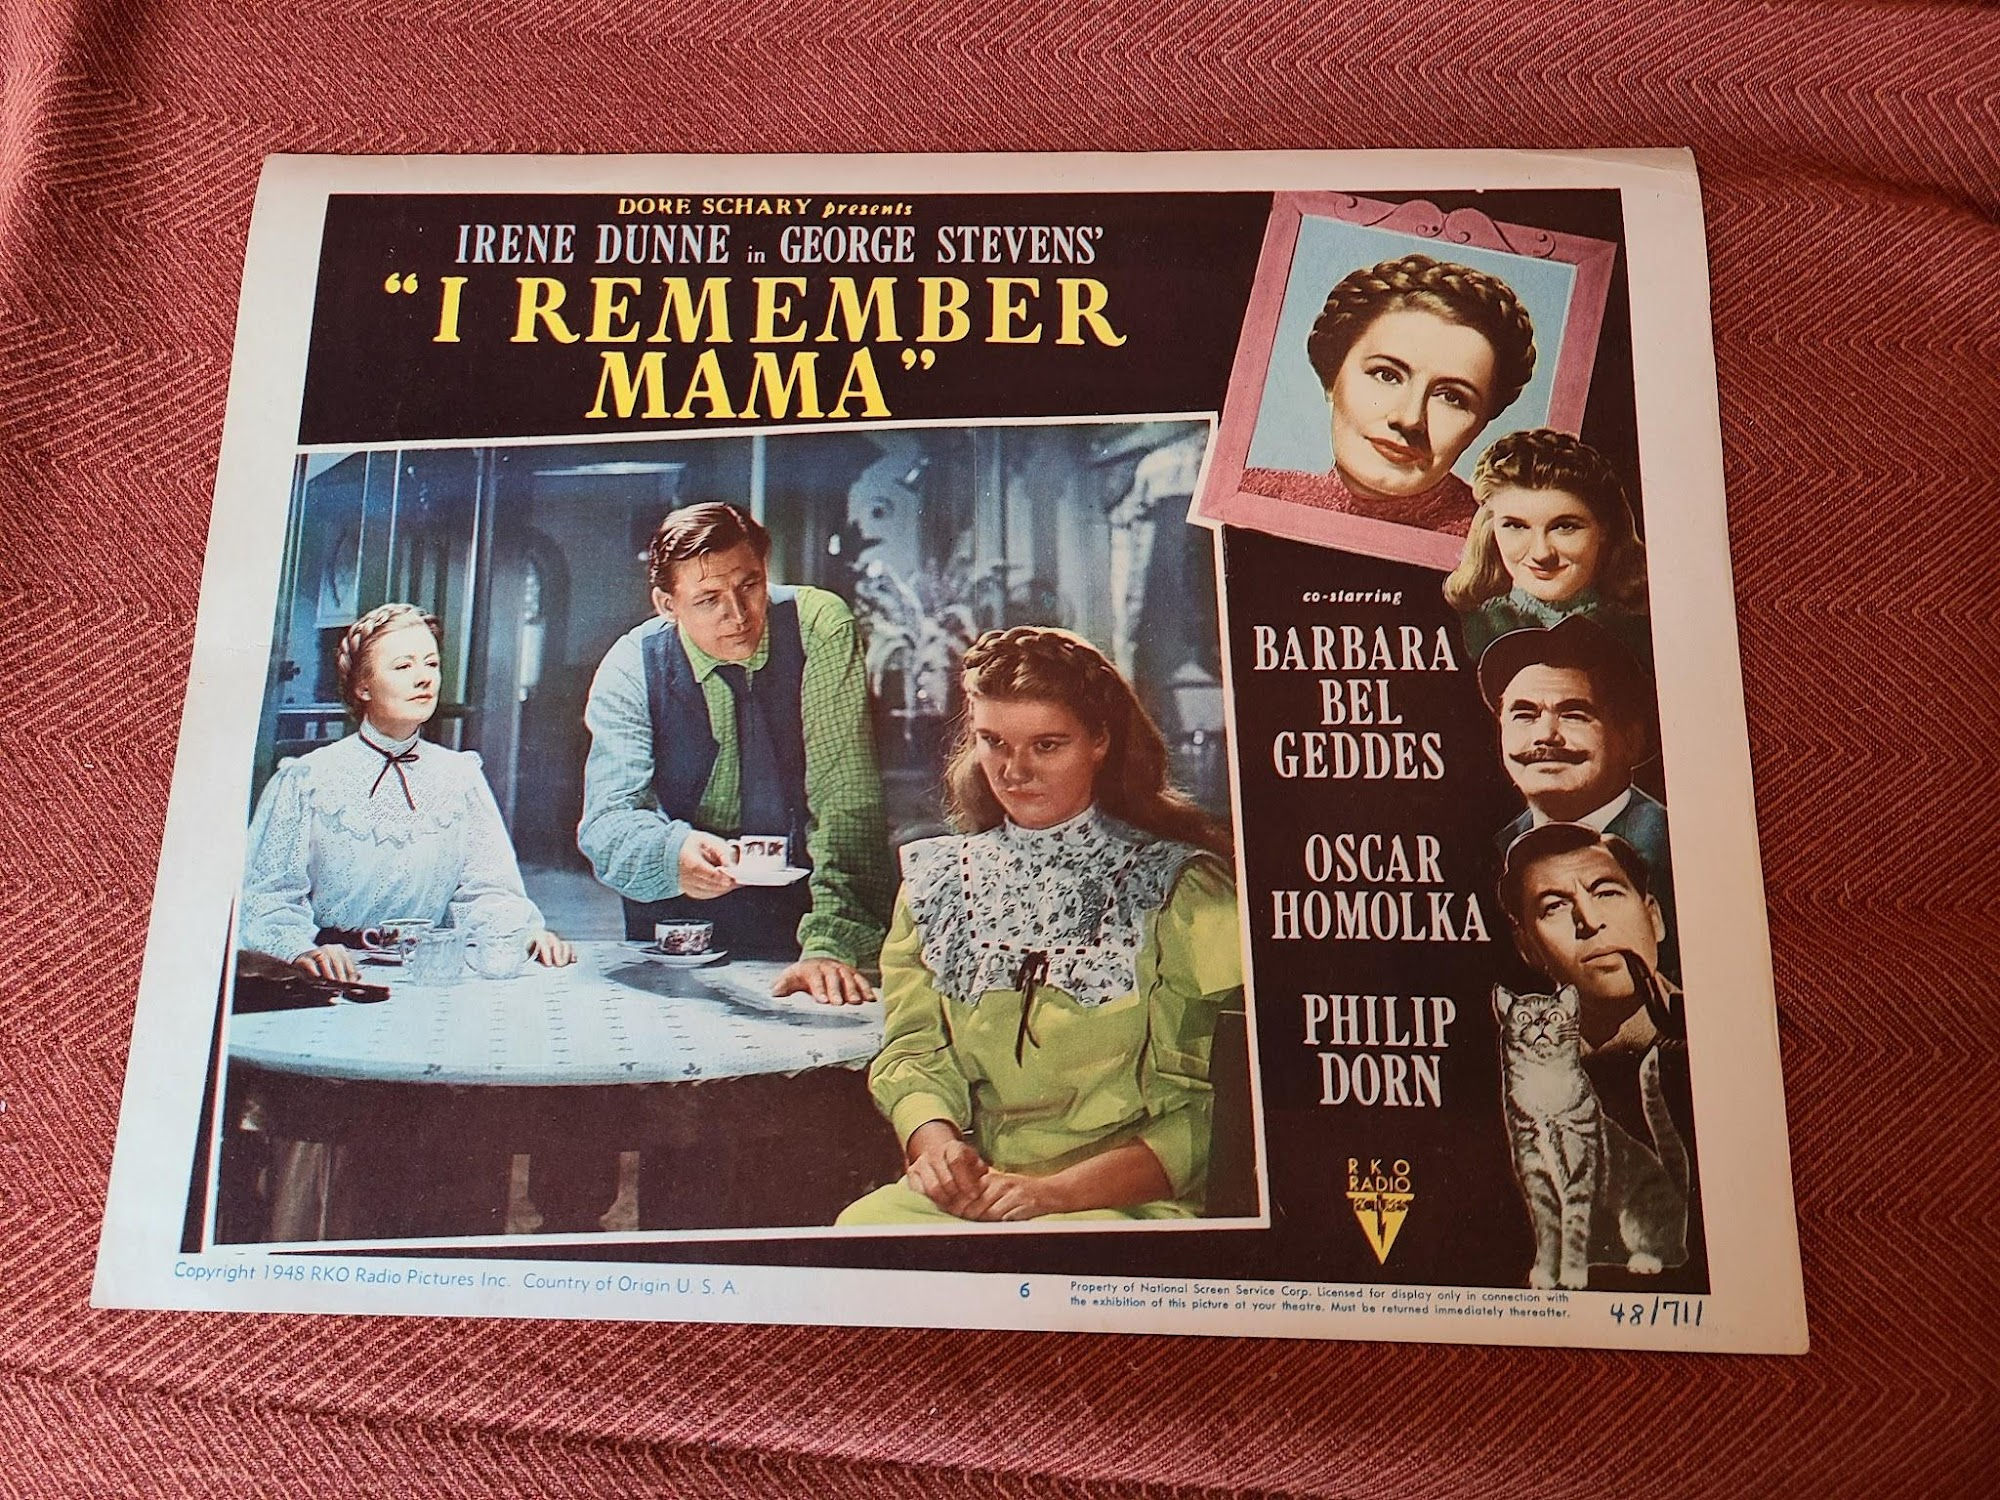 DORE SCHARY presents
IRENE DUNNE in GEORGE STEVENS'
"I REMEMBER
MAMA"
co-starring
BARBARA
BEL
GEDDES
OSCAR
HOMOLKA
PHILIP
DORN
RKO
RADIO
PICTURES
Copyright 1948 RKO Radio Pictures Inc. Country of Origin U. S. A.
6
Property of National Screen Service Corp. Licensed for display only in connection with
the exhibition of this picture at your theatre. Must be returned immediately thereafter.
48/711